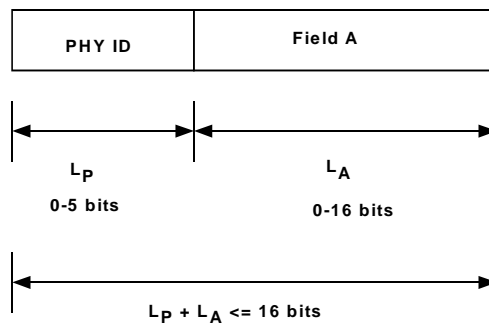 PHY ID
Field A
LP
LA
0-5 bits
0-16 bits
LP + LA <= 16 bits